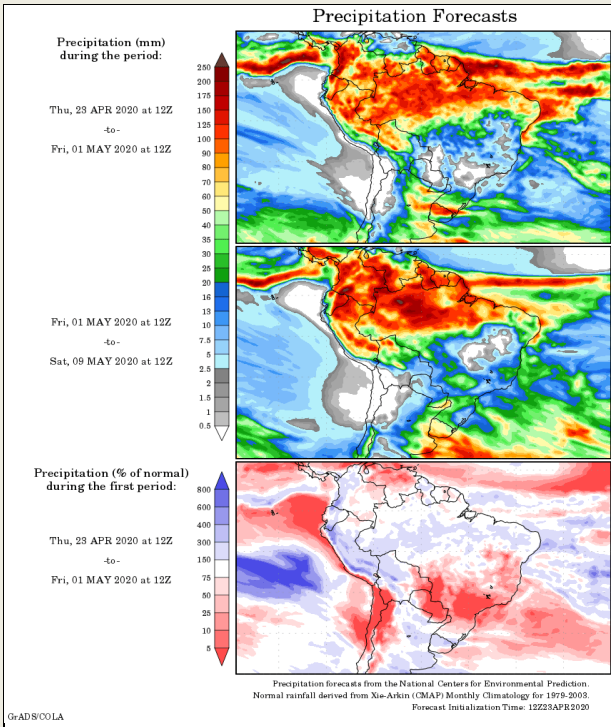 Precipitation Forecasts
Precipitation (mm)
during the period:
Thu, 23 APR 2020 at 12Z
-to-
Fri, 01 MAY 2020 at 12Z
250
200
175
150
125
100
90
80
70
60
50
40
35
30
25
20
16
13
10
7.5
5
2.5
2
1.5
1
0.5
Fri, 01 MAY 2020 at 12Z
-to-
Sat, 09 MAY 2020 at 12Z
Precipitation (% of normal)
during the first period:
Thu, 23 APR 2020 at 12Z
-to-
Fri, 01 MAY 2020 at 12Z
800
600
400
300
150
75
50
25
10
5
Precipitation forecasts from the National Centers for Environmental Prediction.
Normal rainfall derived from Xie-Arkin (CMAP) Monthly Climatology for 1979-2003.
Forecast Initialization Time: 12Z23APR2020
GrADS/COLA